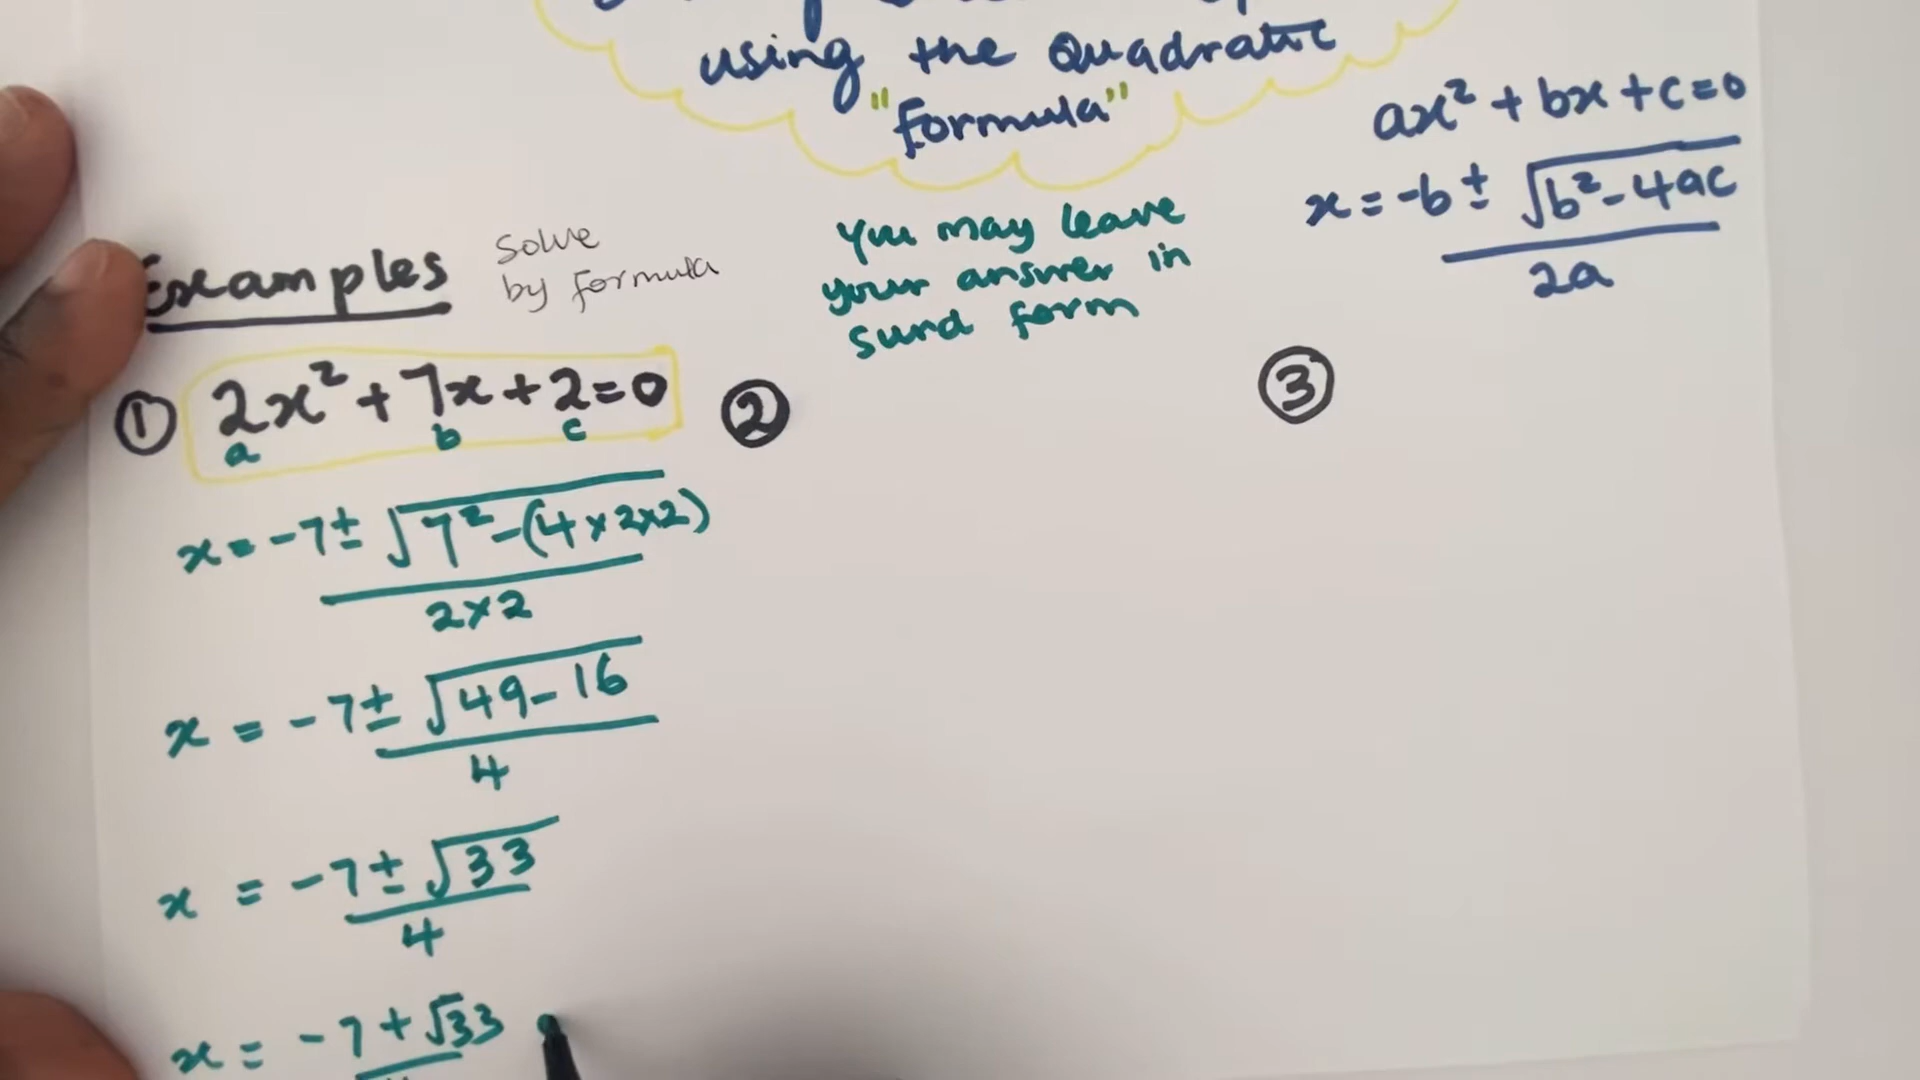 using the Quadratic
"formula"
ax² + bx + c = 0
x = -b ± √b² - 4ac
2a
Examples
Solve
by formula
You may leave
your answer in
surd form
① 2x² + 7x + 2 = 0
a b c
②
③
x = -7 ± √7² - (4 x 2 x 2)
2 x 2
x = -7 ± √49 - 16
4
x = -7 ± √33
4
x = -7 + √33